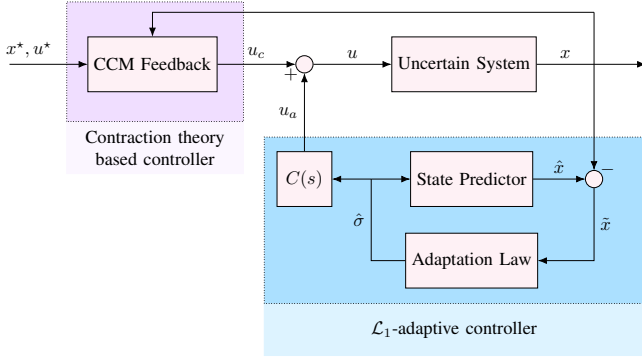 x⋆, u⋆
CCM Feedback
u_c
+
u
Uncertain System
x
u_a
Contraction theory
based controller
C(s)
State Predictor
x̂
−
σ̂
x̃
Adaptation Law
ℒ₁-adaptive controller